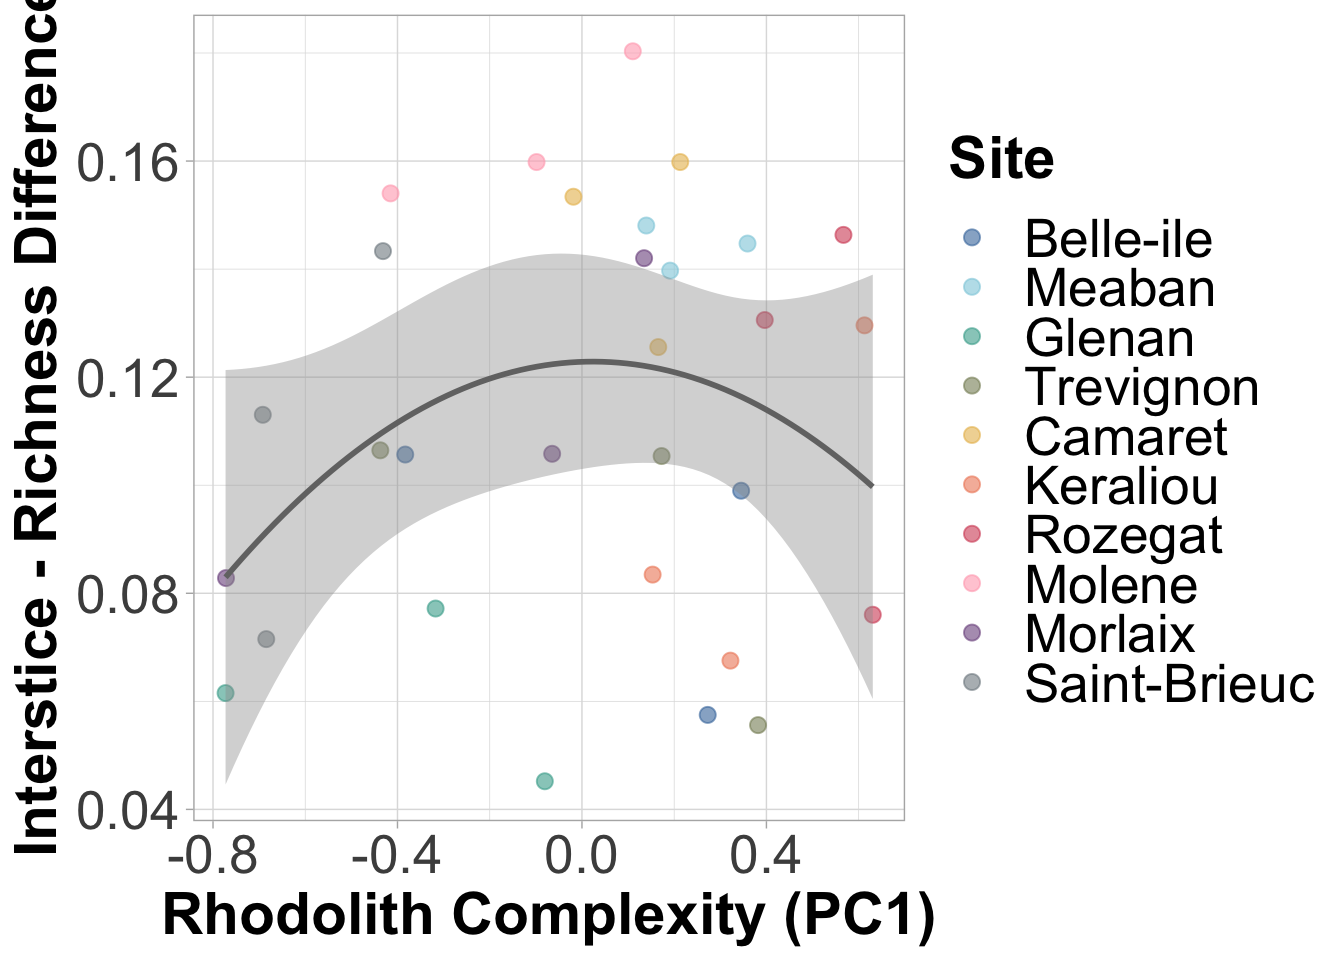 Interstice - Richness Difference
0.16
0.12
0.08
0.04
-0.8 -0.4 0.0 0.4
Rhodolith Complexity (PC1)
Site
Belle-ile
Meaban
Glenan
Trevignon
Camaret
Keraliou
Rozegat
Molene
Morlaix
Saint-Brieuc